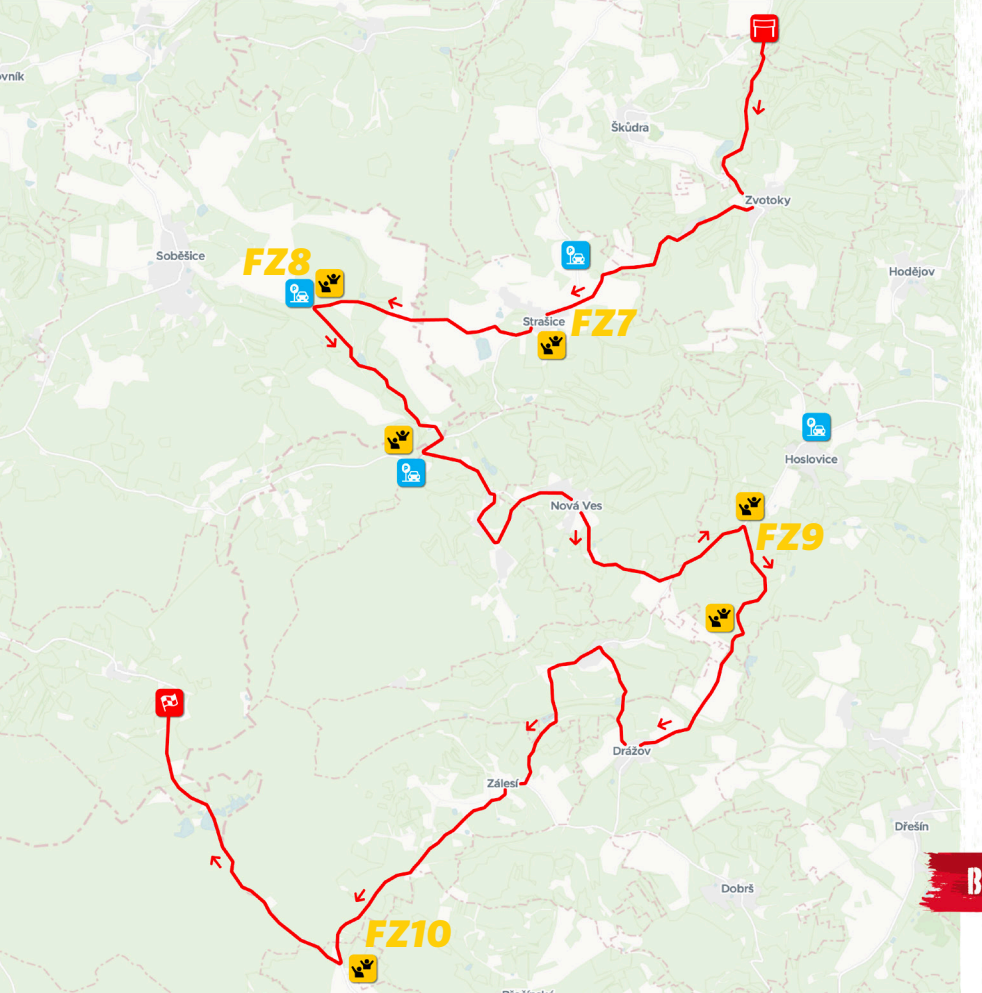 ovník
Škůdra
Zvotoky
Soběšice
FZ8
Hodějov
Strašice
FZ7
Hoslovice
Nová Ves
FZ9
Drážov
Zálesí
Dřešín
B
Dobrš
FZ10